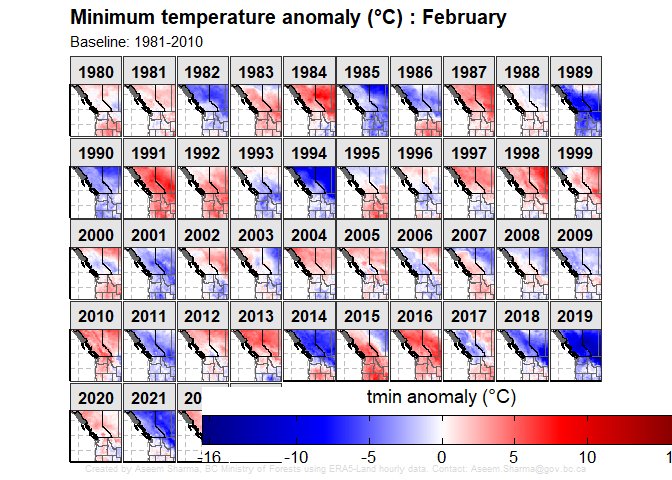 Minimum temperature anomaly (°C) : February
Baseline: 1981-2010
1980 1981 1982 1983 1984 1985 1986 1987 1988 1989
1990 1991 1992 1993 1994 1995 1996 1997 1998 1999
2000 2001 2002 2003 2004 2005 2006 2007 2008 2009
2010 2011 2012 2013 2014 2015 2016 2017 2018 2019
2020 2021 20
tmin anomaly (°C)
-16 -10 -5 0 5 10 1
Created by Aseem Sharma, BC Ministry of Forests using ERA5-Land hourly data. Contact: Aseem.Sharma@gov.bc.ca